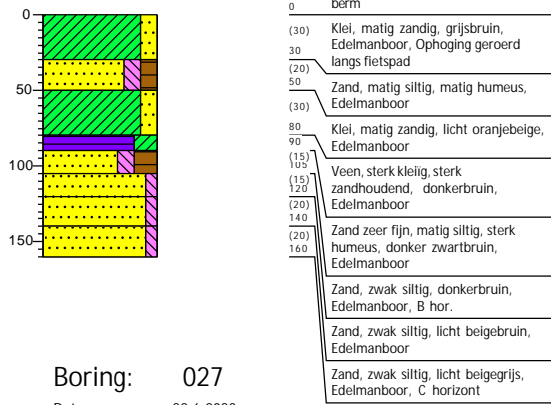 0
50
100
150
0
(30)
30
(20)
50
(30)
80
90
(15)
105
(15)
120
(20)
140
(20)
160
berm
Klei, matig zandig, grijsbruin,
Edelmanboor, Ophoging geroerd
langs fietspad
Zand, matig siltig, matig humeus,
Edelmanboor
Klei, matig zandig, licht oranjebeige,
Edelmanboor
Veen, sterk kleiïg, sterk
zandhoudend, donkerbruin,
Edelmanboor
Zand zeer fijn, matig siltig, sterk
humeus, donker zwartbruin,
Edelmanboor
Zand, zwak siltig, donkerbruin,
Edelmanboor, B hor.
Zand, zwak siltig, licht beigebruin,
Edelmanboor
Zand, zwak siltig, licht beigegrijs,
Edelmanboor, C horizont
Boring: 027